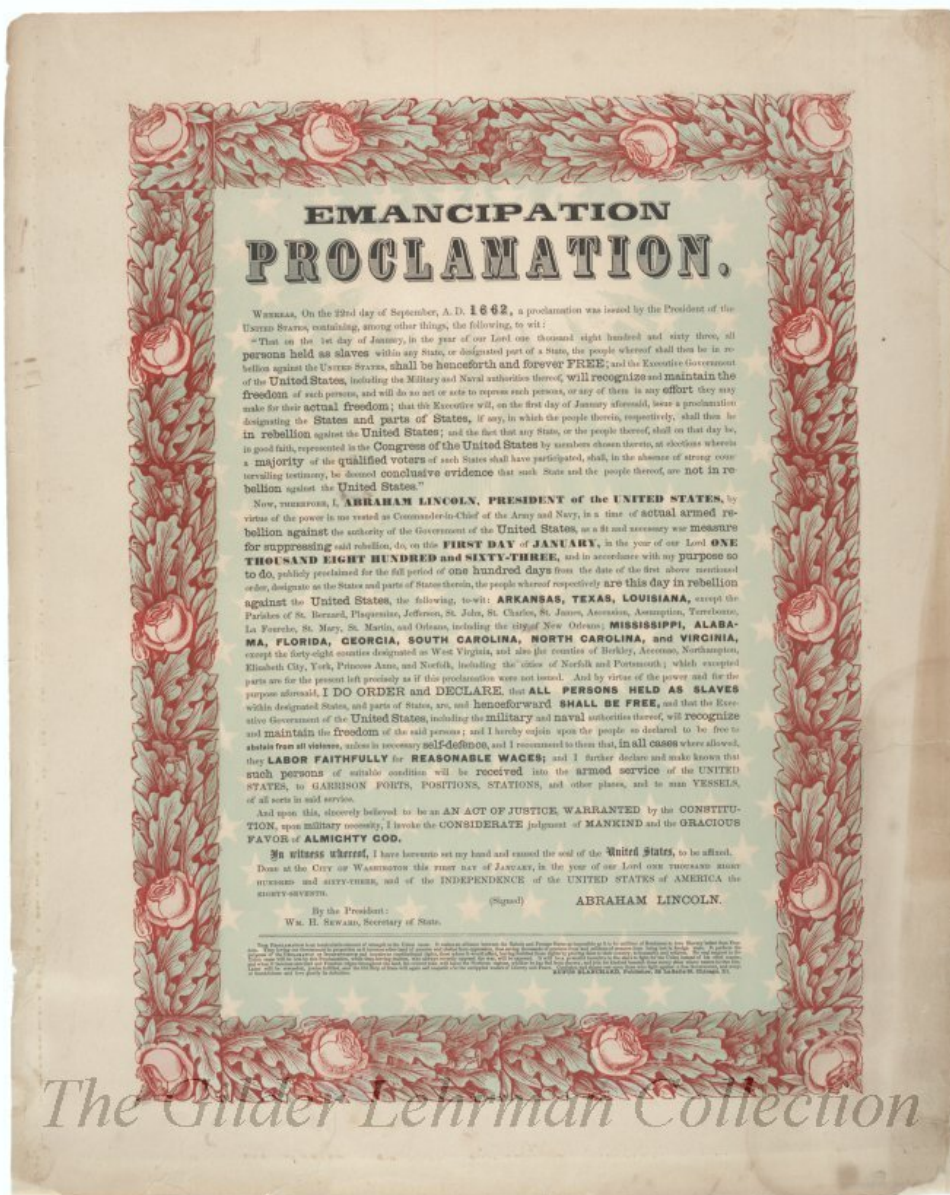 EMANCIPATION
PROCLAMATION.
WHEREAS, On the 22nd day of September, A. D. 1662, a proclamation was issued by the President of the
UNITED STATES, containing, among other things, the following, to wit:
"That on the 1st day of January, in the year of our Lord one thousand eight hundred and sixty three, all
persons held as slaves within any State, or designated part of a State, the people whereof shall then be in re-
bellion against the UNITED STATES, shall be henceforth and forever FREE; and the Executive Government
of the United States, including the Military and Naval authorities thereof, will recognize and maintain the
freedom of such persons, and will do no act or acts to repress such persons, or any of them in any effort they may
make for their actual freedom; that the Executive will, on the first day of January aforesaid, issue a proclamation
designating the States and parts of States, if any, in which the people therein, respectively, shall then be
in rebellion against the United States; and the fact that any State, or the people thereof, shall on that day be,
in good faith, represented in the Congress of the United States by members chosen thereto, at elections wherein
a majority of the qualified voters of such States shall have participated, shall, in the absence of strong coun-
tervailing testimony, be deemed conclusive evidence that such State and the people thereof, are not in re-
bellion against the United States."
NOW, THEREFORE, I, ABRAHAM LINCOLN, PRESIDENT of the UNITED STATES, by
virtue of the power in me vested as Commander-in-Chief of the Army and Navy, in a time of actual armed re-
bellion against the authority of the Government of the United States, as a fit and necessary war measure
for suppressing said rebellion, do, on this FIRST DAY of JANUARY, in the year of our Lord ONE
THOUSAND EIGHT HUNDRED and SIXTY-THREE, and in accordance with my purpose so
to do, publicly proclaimed for the full period of one hundred days from the date of the first above mentioned
order, designate as the States and parts of States therein, the people whereof respectively are this day in rebellion
against the United States, the following, to-wit: ARKANSAS, TEXAS, LOUISIANA, except the
Parishes of St. Bernard, Plaquemine, Jefferson, St. John, St. Charles, St. James, Ascension, Assumption, Terrebonne,
La Fourche, St. Mary, St. Martin, and Orleans, including the city of New Orleans; MISSISSIPPI, ALABA-
MA, FLORIDA, GEORGIA, SOUTH CAROLINA, NORTH CAROLINA, and VIRGINIA,
except the forty-eight counties designated as West Virginia, and also the counties of Berkley, Accomac, Northampton,
Elizabeth City, York, Princess Anne, and Norfolk, including the cities of Norfolk and Portsmouth; which excepted
parts are for the present left precisely as if this proclamation were not issued. And by virtue of the power and for the
purpose aforesaid, I DO ORDER and DECLARE, that ALL PERSONS HELD AS SLAVES
within designated States, and parts of States, are, and henceforward SHALL BE FREE, and that the Exec-
utive Government of the United States, including the military and naval authorities thereof, will recognize
and maintain the freedom of the said persons; and I hereby enjoin upon the people so declared to be free to
abstain from all violence, unless in necessary self-defence, and I recommend to them that, in all cases where allowed,
they LABOR FAITHFULLY for REASONABLE WAGES; and I further declare and make known that
such persons of suitable condition will be received into the armed service of the UNITED
STATES, to GARRISON FORTS, POSITIONS, STATIONS, and other places, and to man VESSELS,
of all sorts in said service.
And upon this, sincerely believed to be an AN ACT OF JUSTICE, WARRANTED by the CONSTITU-
TION, upon military necessity, I invoke the CONSIDERATE judgment of MANKIND and the GRACIOUS
FAVOR of ALMIGHTY GOD.
In witness whereof, I have hereunto set my hand and caused the seal of the United States, to be affixed.
Done at the CITY OF WASHINGTON this FIRST DAY of JANUARY, in the year of our Lord ONE THOUSAND EIGHT
HUNDRED and SIXTY-THREE, and of the INDEPENDENCE of the UNITED STATES of AMERICA the
EIGHTY-SEVENTH.
(Signed) ABRAHAM LINCOLN.
By the President:
WM. H. SEWARD, Secretary of State.
RUFUS BLANCHARD, Publisher, 52 LaSalle St. Chicago, Ill.
The Gilder Lehrman Collection